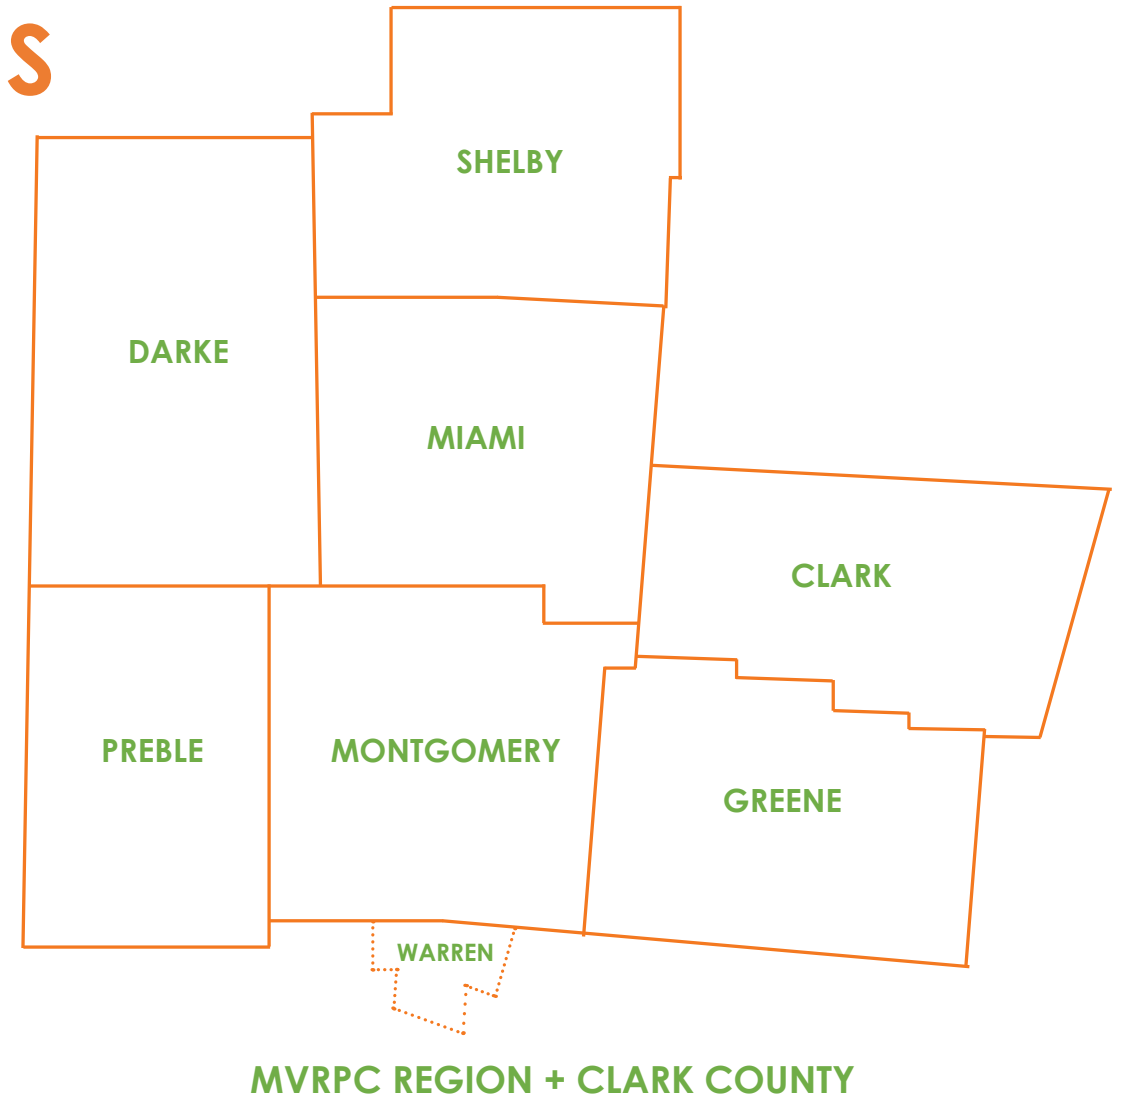 S
SHELBY
DARKE
MIAMI
CLARK
PREBLE
MONTGOMERY
GREENE
WARREN
MVRPC REGION + CLARK COUNTY